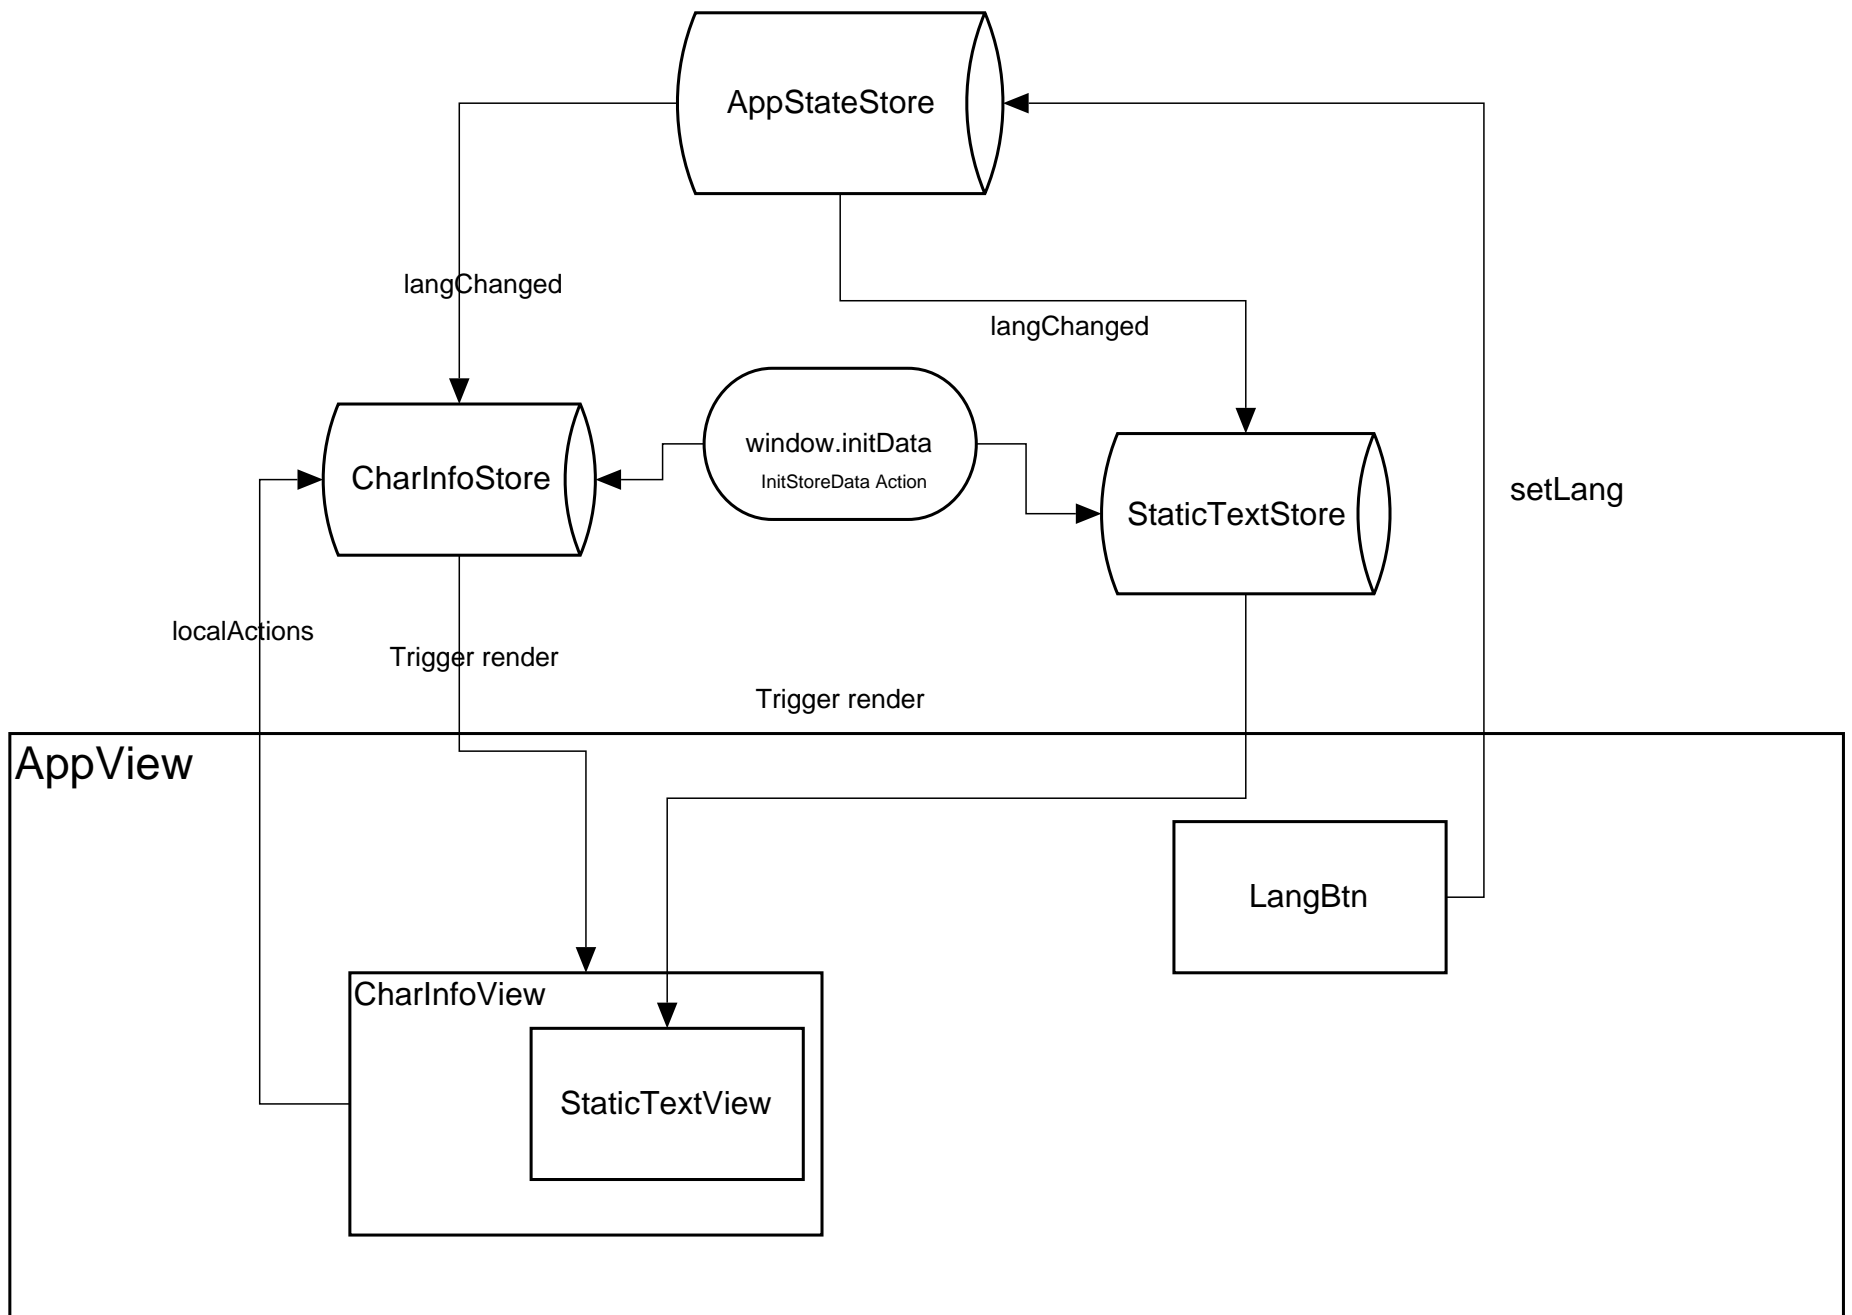 AppStateStore
langChanged
langChanged
window.initData
InitStoreData Action
CharInfoStore
StaticTextStore
setLang
localActions
Trigger render
Trigger render
AppView
LangBtn
CharInfoView
StaticTextView